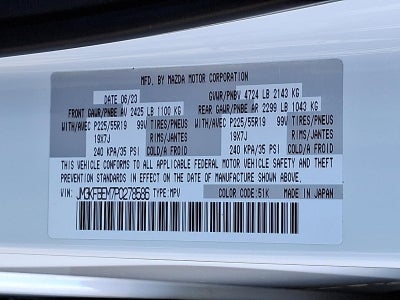 MFD. BY MAZDA MOTOR CORPORATION
DATE 06/23 GVWR/PNBV 4724 LB 2143 KG
FRONT GAWR/PNBE AV 2425 LB 1100 KG REAR GAWR/PNBE AR 2299 LB 1043 KG
WITH/AVEC P225/55R19 99V TIRES/PNEUS WITH/AVEC P225/55R19 99V TIRES/PNEUS
19X7J RIMS/JANTES 19X7J RIMS/JANTES
240 KPA/35 PSI COLD/A FROID 240 KPA/35 PSI COLD/A FROID
THIS VEHICLE CONFORMS TO ALL APPLICABLE FEDERAL MOTOR VEHICLE SAFETY AND THEFT
PREVENTION STANDARDS IN EFFECT ON THE DATE OF MANUFACTURE SHOWN ABOVE.
VIN: JM3KFBEM7P0278586 TYPE:MPV COLOR CODE: 51K MADE IN JAPAN